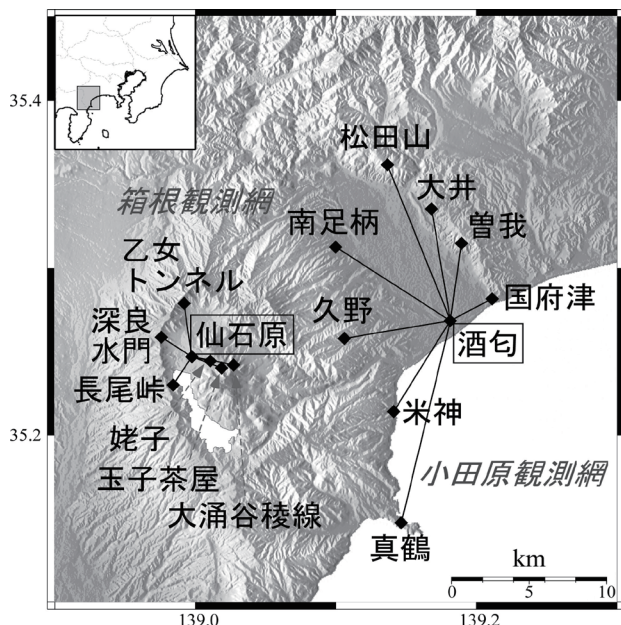 35.4
松田山
大井
曽我
箱根観測網
南足柄
乙女
トンネル
国府津
久野
深良
水門
仙石原
酒匂
長尾峠
米神
35.2
姥子
小田原観測網
玉子茶屋
大涌谷稜線
真鶴
km
0 5 10
139.0 139.2